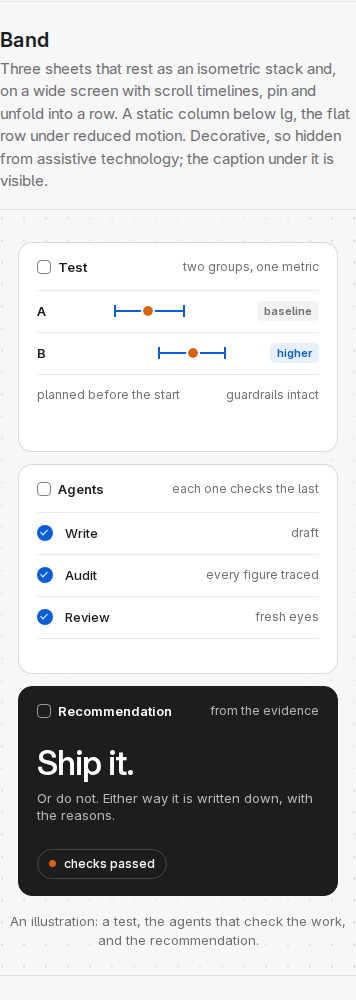 Band
Three sheets that rest as an isometric stack and,
on a wide screen with scroll timelines, pin and
unfold into a row. A static column below lg, the flat
row under reduced motion. Decorative, so hidden
from assistive technology; the caption under it is
visible.
Test two groups, one metric
A baseline
B higher
planned before the start guardrails intact
Agents each one checks the last
Write draft
Audit every figure traced
Review fresh eyes
Recommendation from the evidence
Ship it.
Or do not. Either way it is written down, with
the reasons.
checks passed
An illustration: a test, the agents that check the work,
and the recommendation.